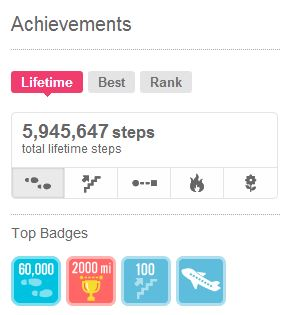 Achievements
Lifetime Best Rank
5,945,647 steps
total lifetime steps
Top Badges
60,000 2000 mi 100